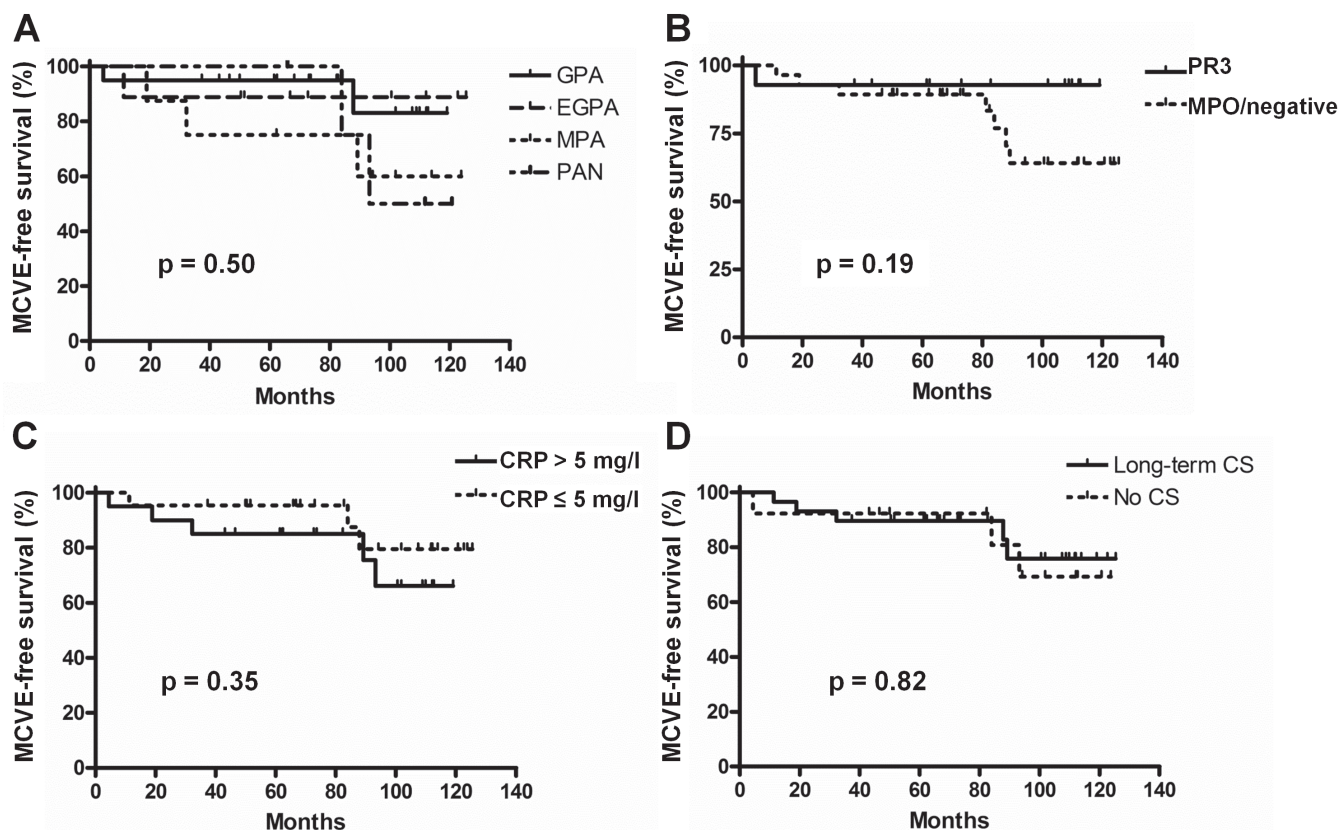 A
MCVE-free survival (%)
100
80
60
40
20
0
0 20 40 60 80 100 120 140
Months
GPA
EGPA
MPA
PAN
p = 0.50
B
MCVE-free survival (%)
100
75
50
25
0
0 20 40 60 80 100 120 140
Months
PR3
MPO/negative
p = 0.19
C
MCVE-free survival (%)
100
80
60
40
20
0
0 20 40 60 80 100 120 140
Months
CRP > 5 mg/l
CRP ≤ 5 mg/l
p = 0.35
D
MCVE-free survival (%)
100
80
60
40
20
0
0 20 40 60 80 100 120 140
Months
Long-term CS
No CS
p = 0.82